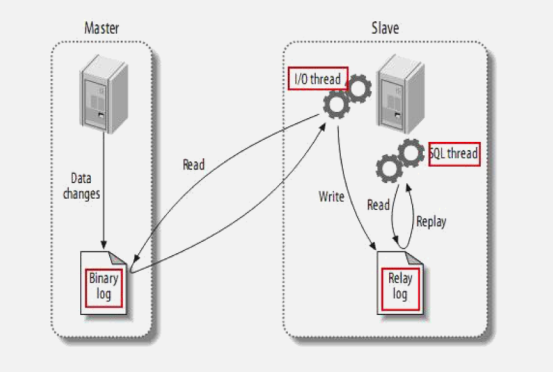 Master
Slave
I/O thread
SQL thread
Data
changes
Read
Write
Read
Replay
Binary
log
Relay
log